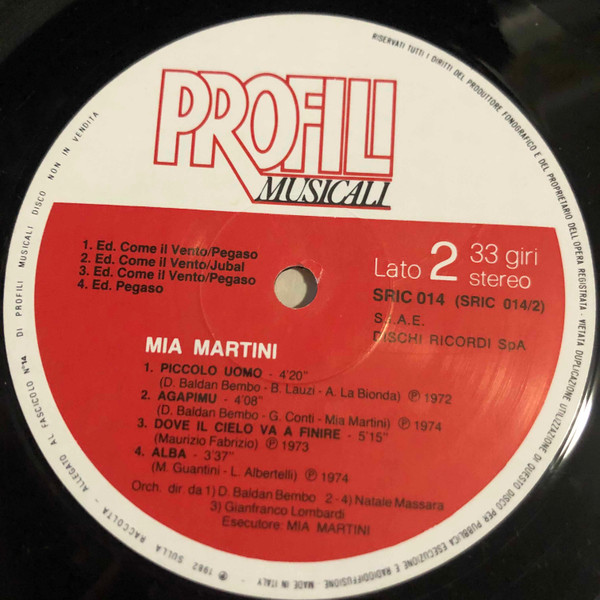 PROFILI
MUSICALI
1. Ed. Come il Vento/Pegaso
2. Ed. Come il Vento/Jubal
3. Ed. Come il Vento/Pegaso
4. Ed. Pegaso
Lato 2 33 giri
stereo
SRIC 014 (SRIC 014/2)
S.I.A.E.
DISCHI RICORDI SpA
MIA MARTINI
1. PICCOLO UOMO - 4'20"
(D. Baldan Bembo - B. Lauzi - A. La Bionda) ℗ 1972
2. AGAPIMU - 4'08"
(D. Baldan Bembo - G. Conti - Mia Martini) ℗ 1974
3. DOVE IL CIELO VA A FINIRE - 5'15"
(Maurizio Fabrizio) ℗ 1973
4. ALBA - 3'37"
(M. Guantini - L. Albertelli) ℗ 1974
Orch. dir. da 1) D. Baldan Bembo 2 - 4) Natale Massara
3) Gianfranco Lombardi
Esecutore: MIA MARTINI
RISERVATI TUTTI I DIRITTI DEL PRODUTTORE FONOGRAFICO E DEL PROPRIETARIO DELL'OPERA REGISTRATA - VIETATA DUPLICAZIONE UTILIZZAZIONE DI QUESTO DISCO PER PUBBLICA ESECUZIONE E RADIODIFFUSIONE - MADE IN ITALY - ℗ 1982 SULLA RACCOLTA - ALLEGATO AL FASCICOLO N°14 DI PROFILI MUSICALI DISCO NON IN VENDITA